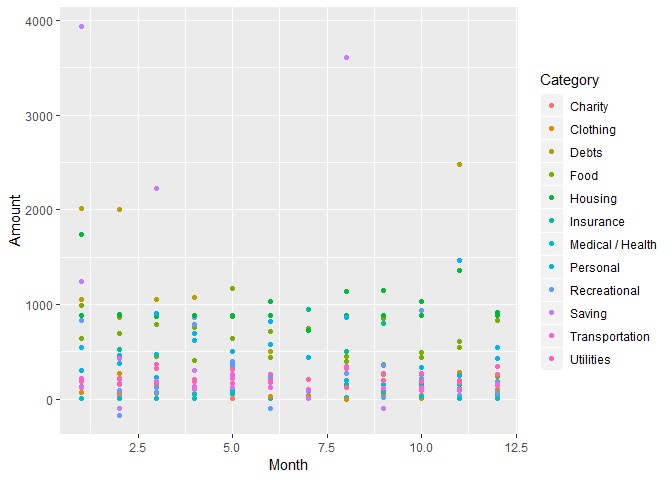 4000
3000
2000
1000
0
Amount
2.5
5.0
7.5
10.0
12.5
Month
Category
Charity
Clothing
Debts
Food
Housing
Insurance
Medical / Health
Personal
Recreational
Saving
Transportation
Utilities